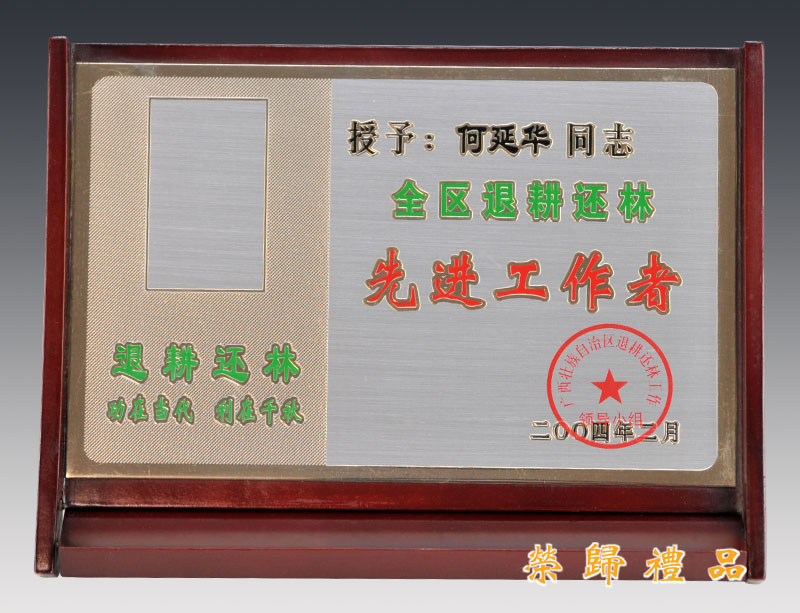 授予：何延华 同志
全区退耕还林
先进工作者
退耕还林
功在当代 利在千秋
广西壮族自治区退耕还林工作
领导小组
二〇〇四年二月
榮歸禮品